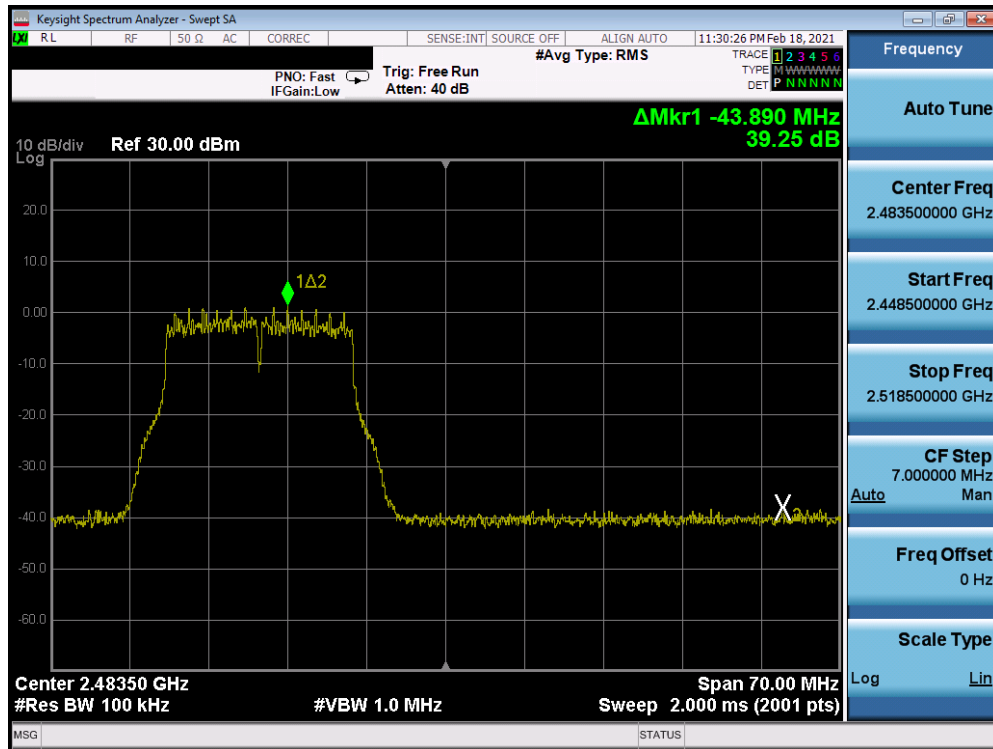 Keysight Spectrum Analyzer - Swept SA
LXI RL RF 50 Ω AC CORREC SENSE:INT SOURCE OFF ALIGN AUTO 11:30:26 PM Feb 18, 2021
#Avg Type: RMS
TRACE 1 2 3 4 5 6
PNO: Fast Trig: Free Run
TYPE M WWWWW
IFGain:Low Atten: 40 dB
DET P N N N N N
ΔMkr1 -43.890 MHz
39.25 dB
10 dB/div Ref 30.00 dBm
Log
20.0
10.0
1Δ2
0.00
-10.0
-20.0
-30.0
-40.0
X2
-50.0
-60.0
Center 2.48350 GHz Span 70.00 MHz
#Res BW 100 kHz #VBW 1.0 MHz Sweep 2.000 ms (2001 pts)
MSG STATUS
Frequency
Auto Tune
Center Freq
2.483500000 GHz
Start Freq
2.448500000 GHz
Stop Freq
2.518500000 GHz
CF Step
7.000000 MHz
Auto Man
Freq Offset
0 Hz
Scale Type
Log Lin